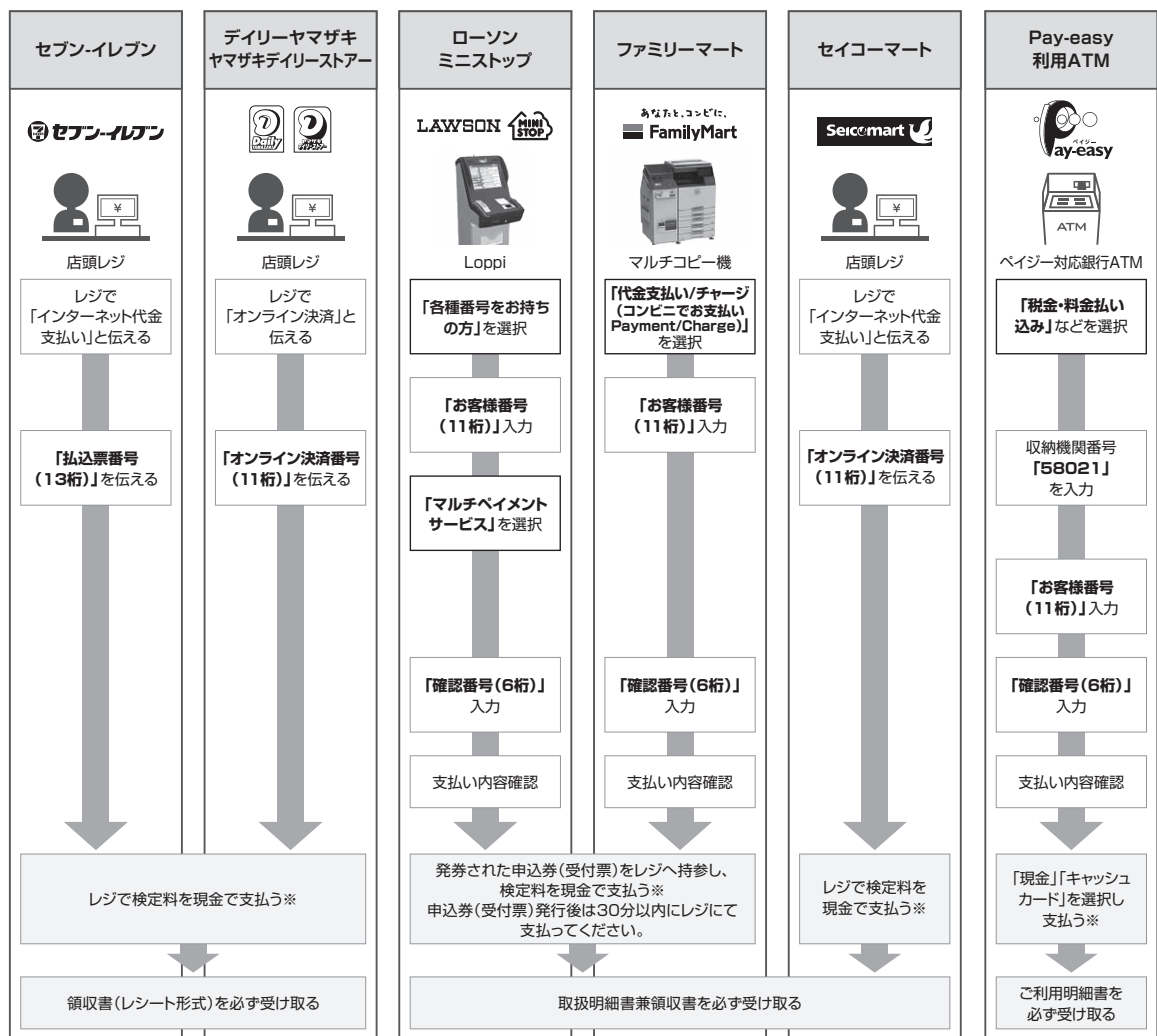 セブン-イレブン
デイリーヤマザキ
ヤマザキデイリーストアー
ローソン
ミニストップ
ファミリーマート
セイコーマート
Pay-easy
利用ATM
セブン-イレブン
Daily
LAWSON
MINI
STOP
あなたと、コンビに、
FamilyMart
Seicomart
ペイジー
Pay-easy
¥
¥
¥
ATM
店頭レジ
店頭レジ
Loppi
マルチコピー機
店頭レジ
ペイジー対応銀行ATM
レジで
「インターネット代金
支払い」と伝える
レジで
「オンライン決済」と
伝える
「各種番号をお持ち
の方」を選択
「代金支払い/チャージ
(コンビニでお支払い
Payment/Charge)」
を選択
レジで
「インターネット代金
支払い」と伝える
「税金・料金払い
込み」などを選択
「お客様番号
(11桁)」入力
「お客様番号
(11桁)」入力
「払込票番号
(13桁)」を伝える
「オンライン決済番号
(11桁)」を伝える
「マルチペイメント
サービス」を選択
「オンライン決済番号
(11桁)」を伝える
収納機関番号
「58021」
を入力
「お客様番号
(11桁)」入力
「確認番号(6桁)」
入力
「確認番号(6桁)」
入力
「確認番号(6桁)」
入力
支払い内容確認
支払い内容確認
支払い内容確認
レジで検定料を現金で支払う※
発券された申込券(受付票)をレジへ持参し、
検定料を現金で支払う※
申込券(受付票)発行後は30分以内にレジにて
支払ってください。
レジで検定料を
現金で支払う※
「現金」「キャッシュ
カード」を選択し
支払う※
領収書(レシート形式)を必ず受け取る
取扱明細書兼領収書を必ず受け取る
ご利用明細書を
必ず受け取る